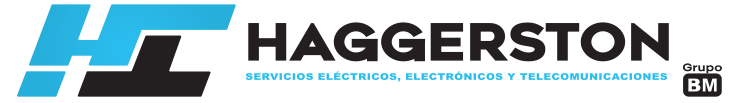 HAGGERSTON
SERVICIOS ELÉCTRICOS, ELECTRÓNICOS Y TELECOMUNICACIONES
Grupo
BM